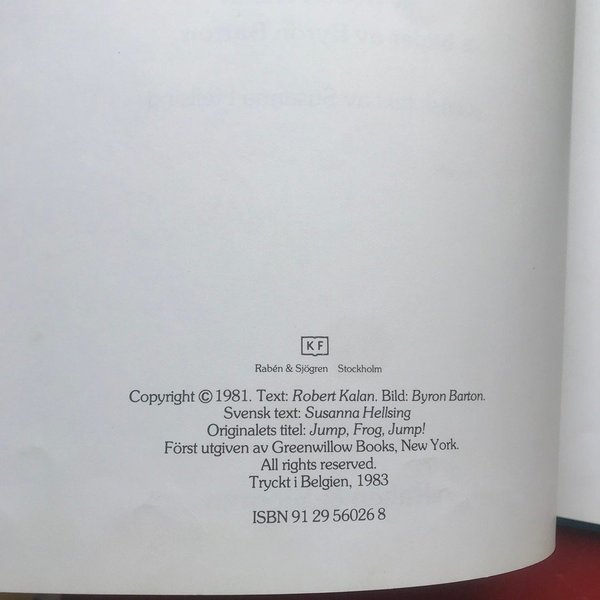 KF
Rabén & Sjögren Stockholm
Copyright © 1981. Text: Robert Kalan. Bild: Byron Barton.
Svensk text: Susanna Hellsing
Originalets titel: Jump, Frog, Jump!
Först utgiven av Greenwillow Books, New York.
All rights reserved.
Tryckt i Belgien, 1983
ISBN 91 29 56026 8